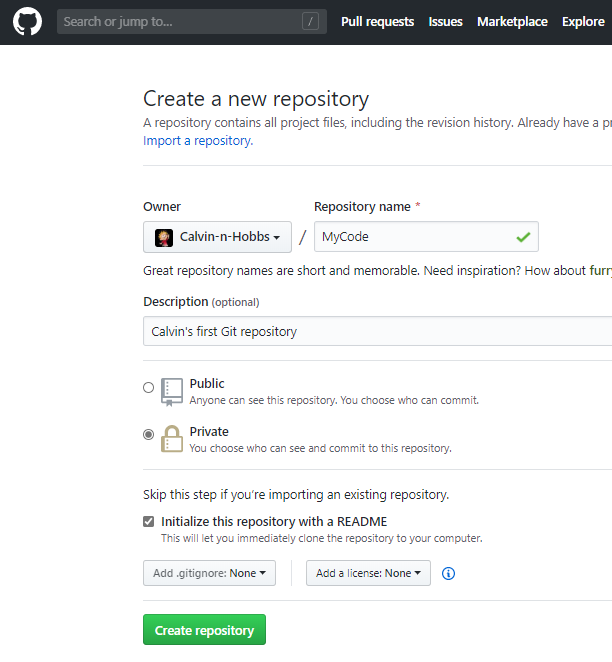 Search or jump to... / Pull requests Issues Marketplace Explore
Create a new repository
A repository contains all project files, including the revision history. Already have a
Import a repository.
Owner Repository name *
Calvin-n-Hobbs / MyCode
Great repository names are short and memorable. Need inspiration? How about
Description (optional)
Calvin's first Git repository
Public
Anyone can see this repository. You choose who can commit.
Private
You choose who can see and commit to this repository.
Skip this step if you're importing an existing repository.
Initialize this repository with a README
This will let you immediately clone the repository to your computer.
Add .gitignore: None Add a license: None
Create repository